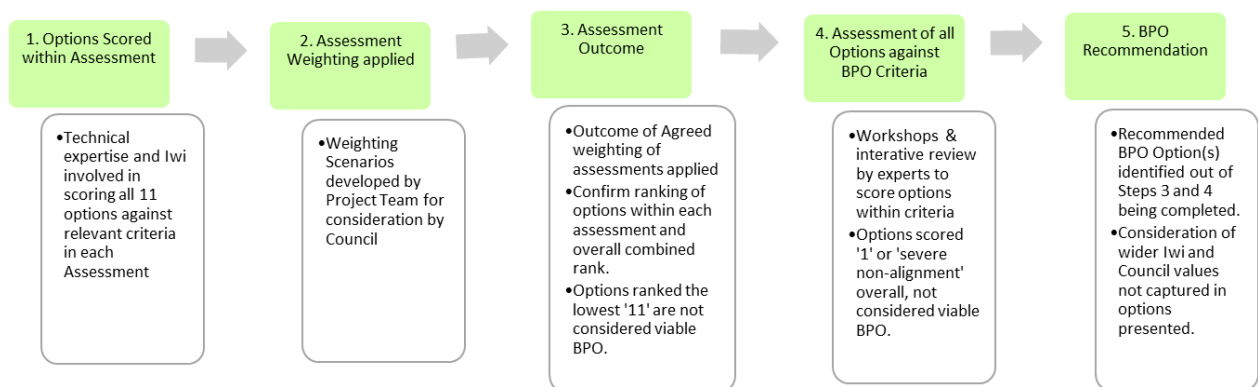 1. Options Scored
within Assessment
•Technical
expertise and Iwi
involved in
scoring all 11
options against
relevant criteria
in each
Assessment
2. Assessment
Weighting applied
•Weighting
Scenarios
developed by
Project Team for
consideration by
Council
3. Assessment
Outcome
•Outcome of Agreed
weighting of
assessments applied
•Confirm ranking of
options within each
assessment and
overall combined
rank.
•Options ranked the
lowest '11' are not
considered viable
BPO.
4. Assessment of all
Options against
BPO Criteria
•Workshops &
interative review
by experts to
score options
within criteria
•Options scored
'1' or 'severe
non-alignment'
overall, not
considered viable
BPO.
5. BPO
Recommendation
•Recommended
BPO Option(s)
identified out of
Steps 3 and 4
being completed.
•Consideration of
wider Iwi and
Council values
not captured in
options
presented.